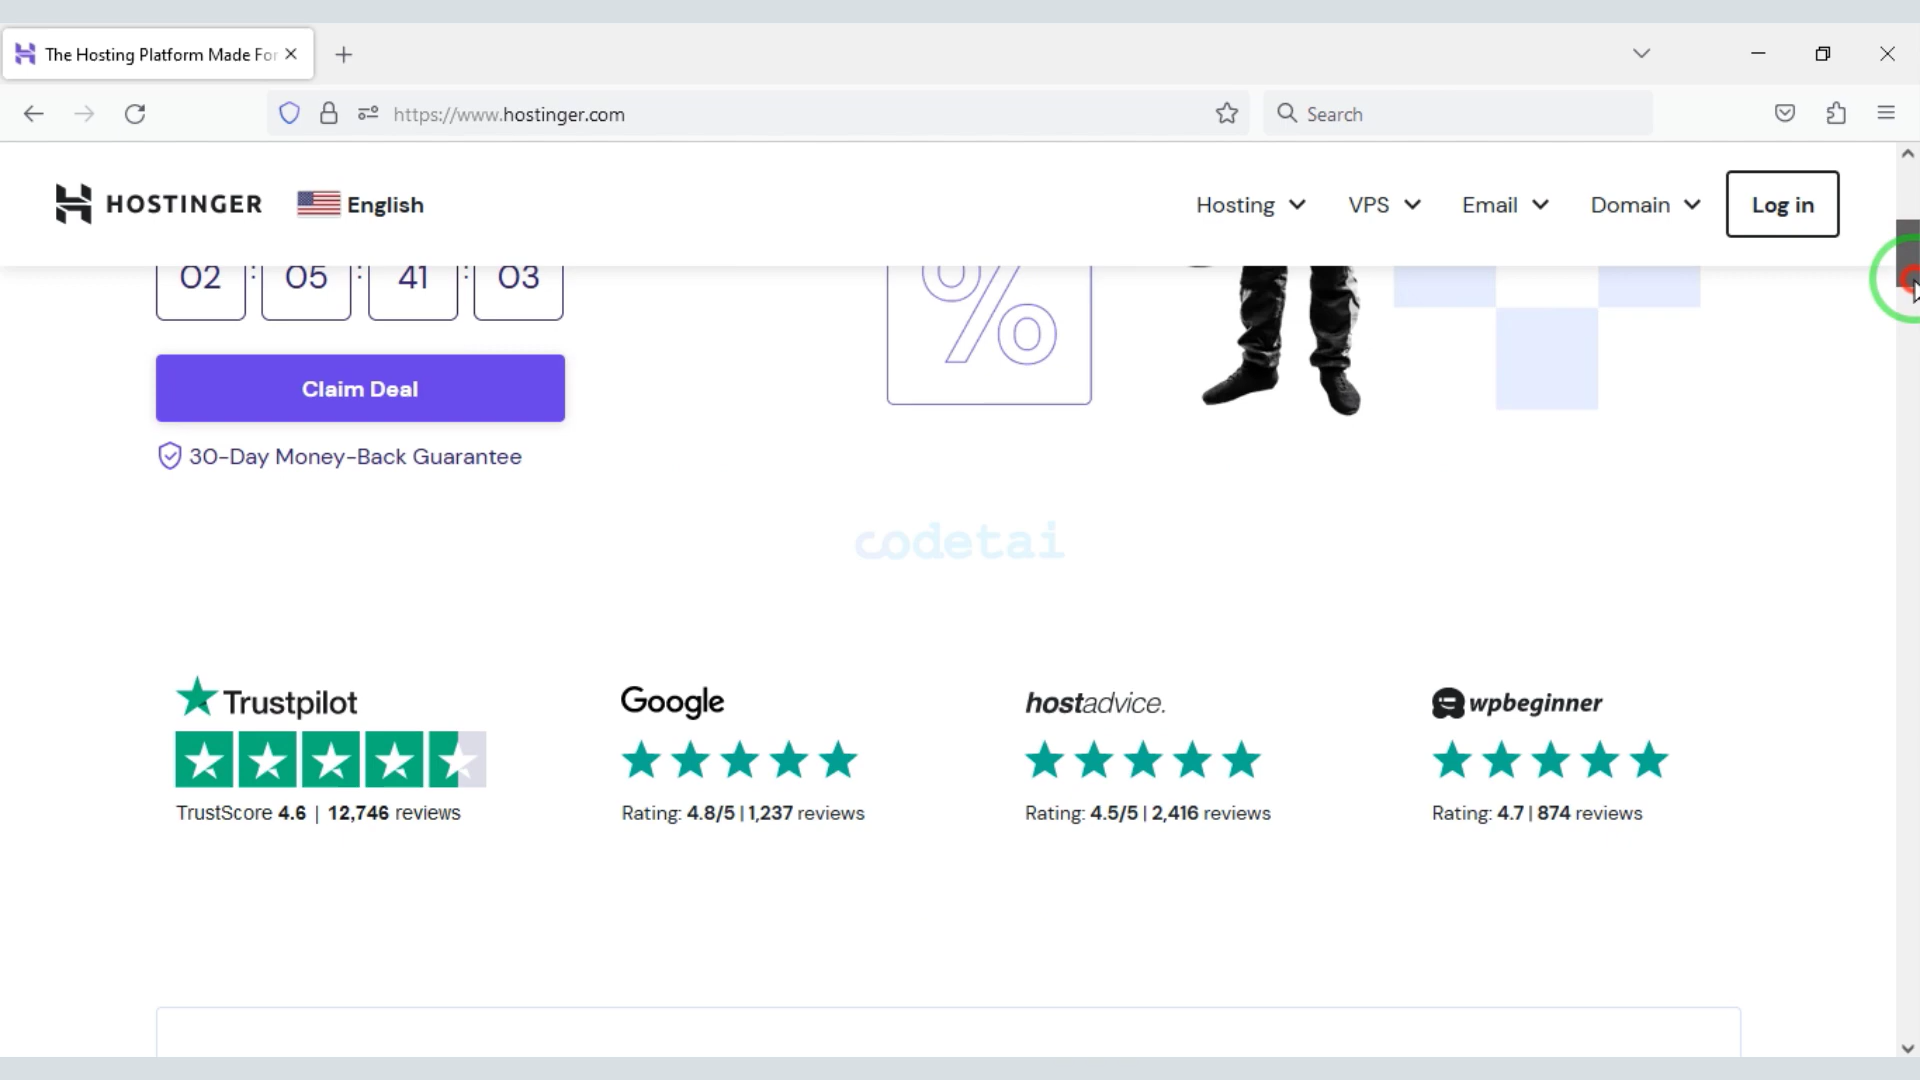 The Hosting Platform Made For
https://www.hostinger.com
Search
HOSTINGER
English
Hosting
VPS
Email
Domain
Log in
02 : 05 : 41 : 03
%
Claim Deal
30-Day Money-Back Guarantee
codetai
Trustpilot
TrustScore 4.6 | 12,746 reviews
Google
Rating: 4.8/5 | 1,237 reviews
hostadvice.
Rating: 4.5/5 | 2,416 reviews
wpbeginner
Rating: 4.7 | 874 reviews